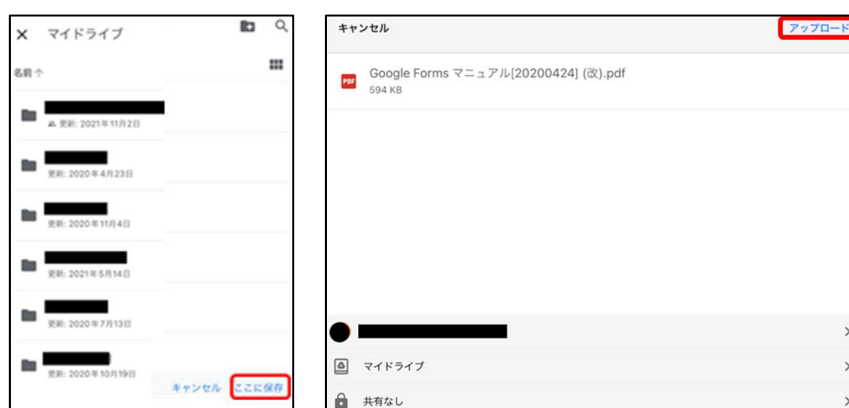 マイドライブ
名前 ↑
更新: 2021年11月2日
更新: 2020年4月23日
更新: 2020年11月4日
更新: 2021年5月14日
更新: 2020年7月13日
更新: 2020年10月19日
キャンセル ここに保存
キャンセル アップロード
PDF
Google Forms マニュアル[20200424] (改).pdf
594 KB
マイドライブ
共有なし